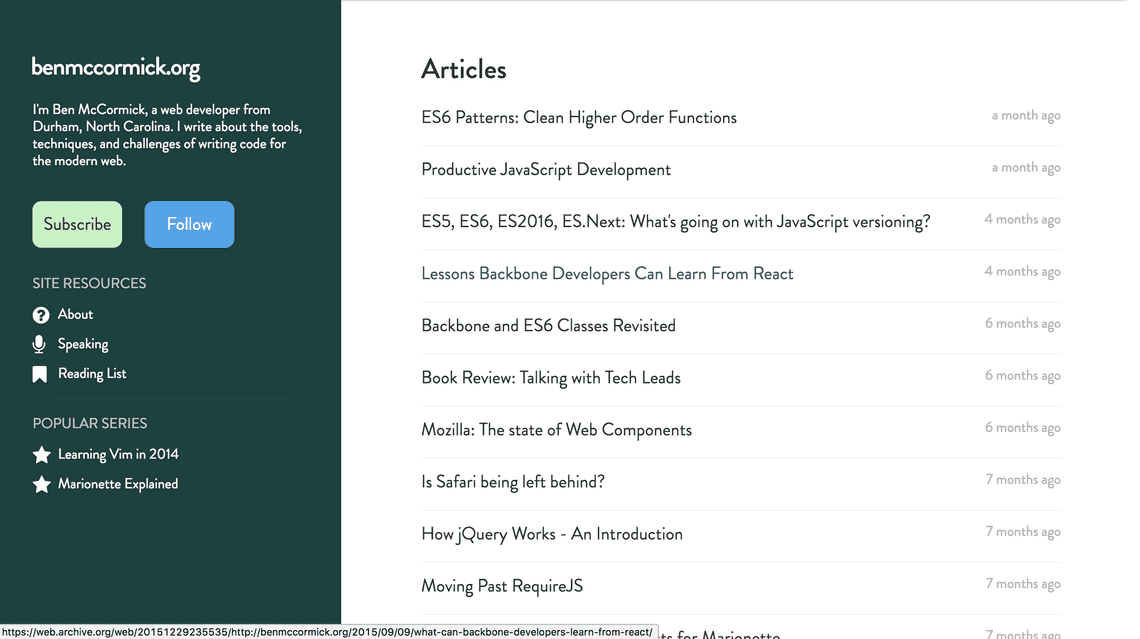 benmccormick.org
I'm Ben McCormick, a web developer from
Durham, North Carolina. I write about the tools,
techniques, and challenges of writing code for
the modern web.
Subscribe
Follow
SITE RESOURCES
About
Speaking
Reading List
POPULAR SERIES
Learning Vim in 2014
Marionette Explained
Articles
ES6 Patterns: Clean Higher Order Functions a month ago
Productive JavaScript Development a month ago
ES5, ES6, ES2016, ES.Next: What's going on with JavaScript versioning? 4 months ago
Lessons Backbone Developers Can Learn From React 4 months ago
Backbone and ES6 Classes Revisited 6 months ago
Book Review: Talking with Tech Leads 6 months ago
Mozilla: The state of Web Components 6 months ago
Is Safari being left behind? 7 months ago
How jQuery Works - An Introduction 7 months ago
Moving Past RequireJS 7 months ago
for Marionette 7 months ago
https://web.archive.org/web/20151229235535/http://benmccormick.org/2015/09/09/what-can-backbone-developers-learn-from-react/